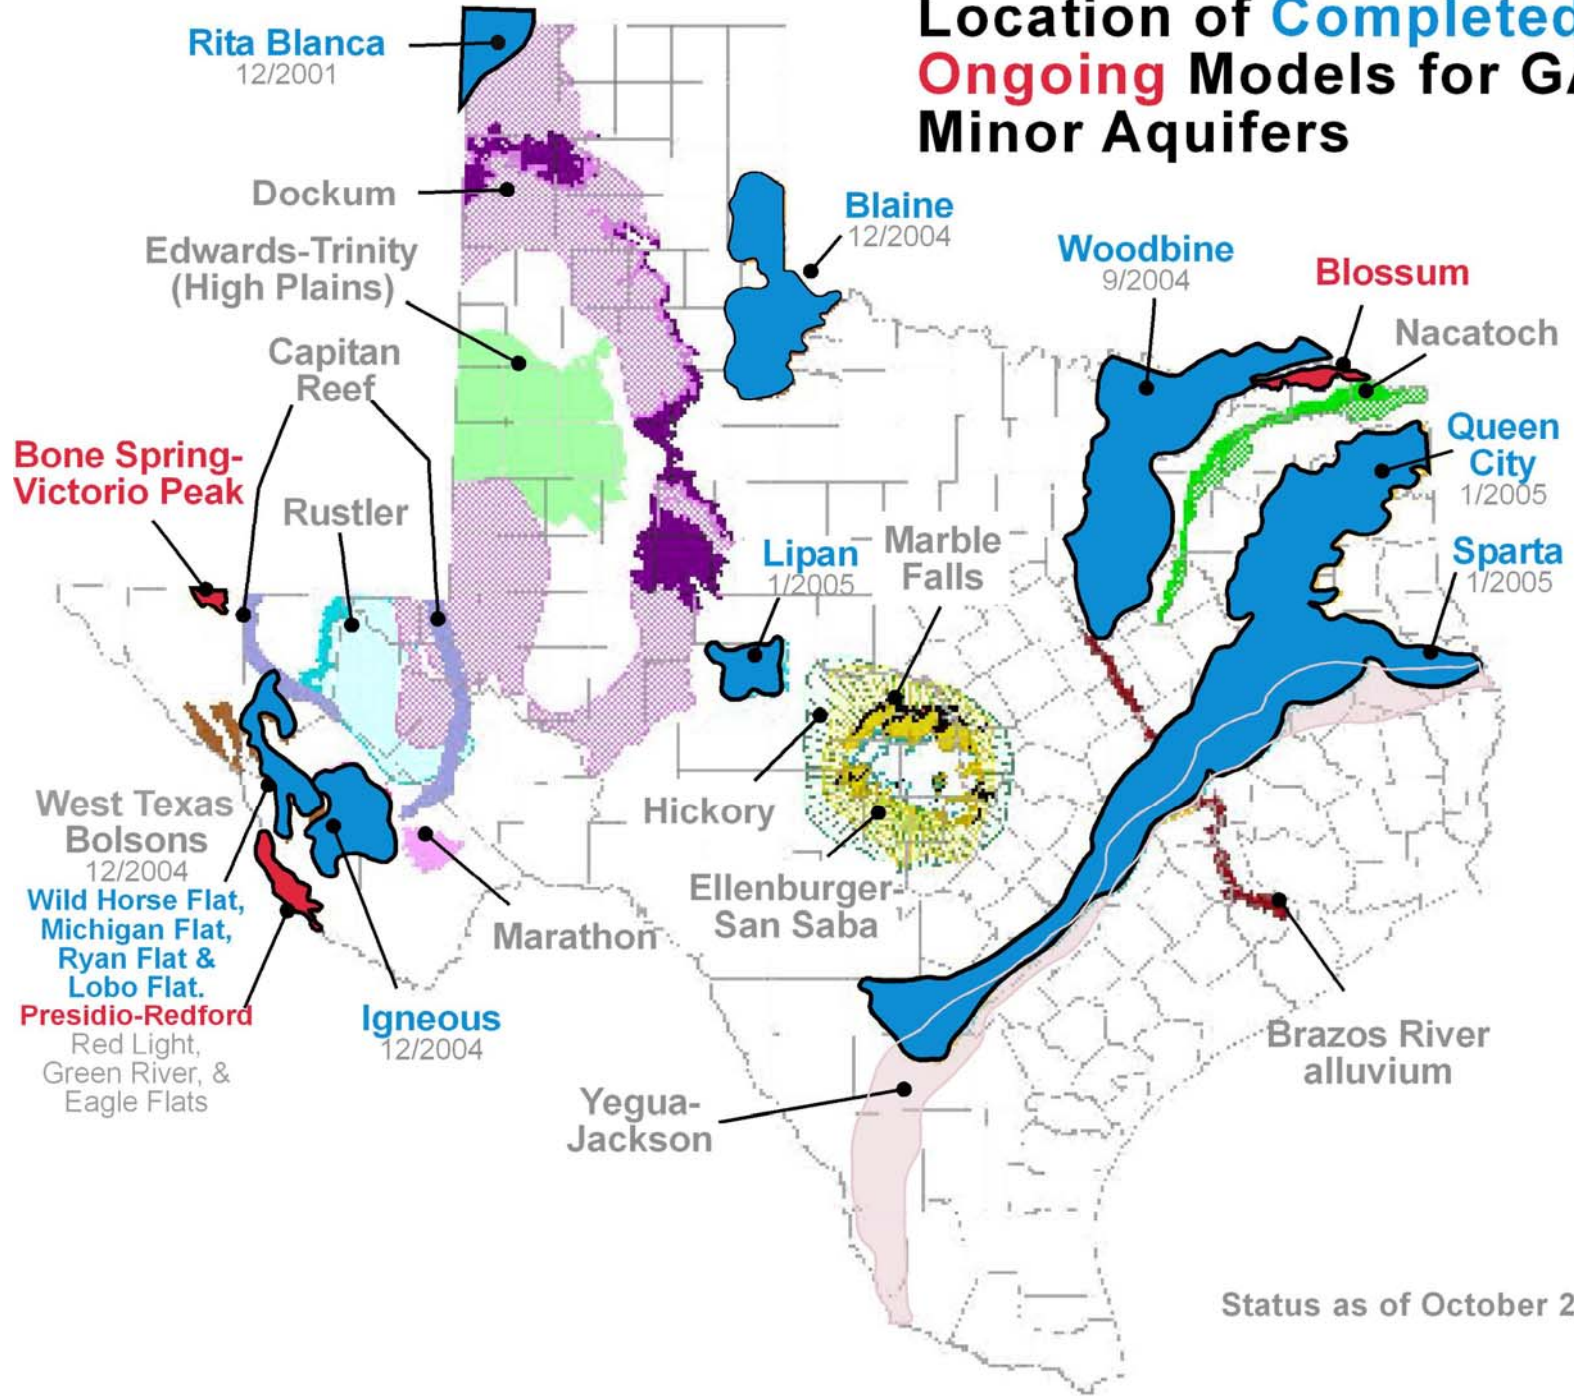 Location of Completed
Ongoing Models for GA
Minor Aquifers
Rita Blanca
12/2001
Dockum
Edwards-Trinity
(High Plains)
Capitan
Reef
Bone Spring-
Victorio Peak
Rustler
Blaine
12/2004
Woodbine
9/2004
Blossum
Nacatoch
Queen
City
1/2005
Sparta
1/2005
Lipan
1/2005
Marble
Falls
Hickory
Ellenburger-
San Saba
West Texas
Bolsons
12/2004
Wild Horse Flat,
Michigan Flat,
Ryan Flat &
Lobo Flat.
Presidio-Redford
Red Light,
Green River, &
Eagle Flats
Igneous
12/2004
Marathon
Yegua-
Jackson
Brazos River
alluvium
Status as of October 2